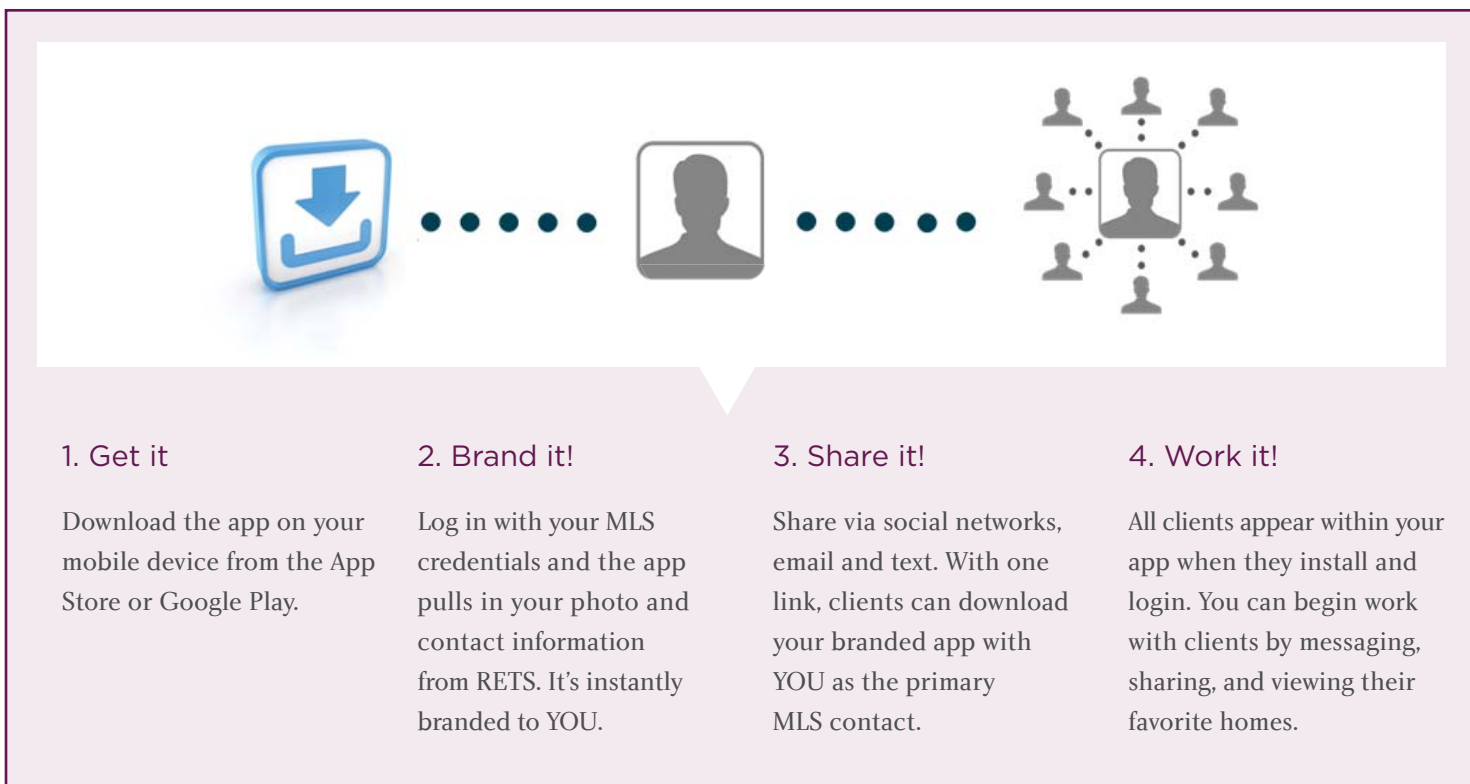 1. Get it
Download the app on your
mobile device from the App
Store or Google Play.
2. Brand it!
Log in with your MLS
credentials and the app
pulls in your photo and
contact information
from RETS. It's instantly
branded to YOU.
3. Share it!
Share via social networks,
email and text. With one
link, clients can download
your branded app with
YOU as the primary
MLS contact.
4. Work it!
All clients appear within your
app when they install and
login. You can begin work
with clients by messaging,
sharing, and viewing their
favorite homes.